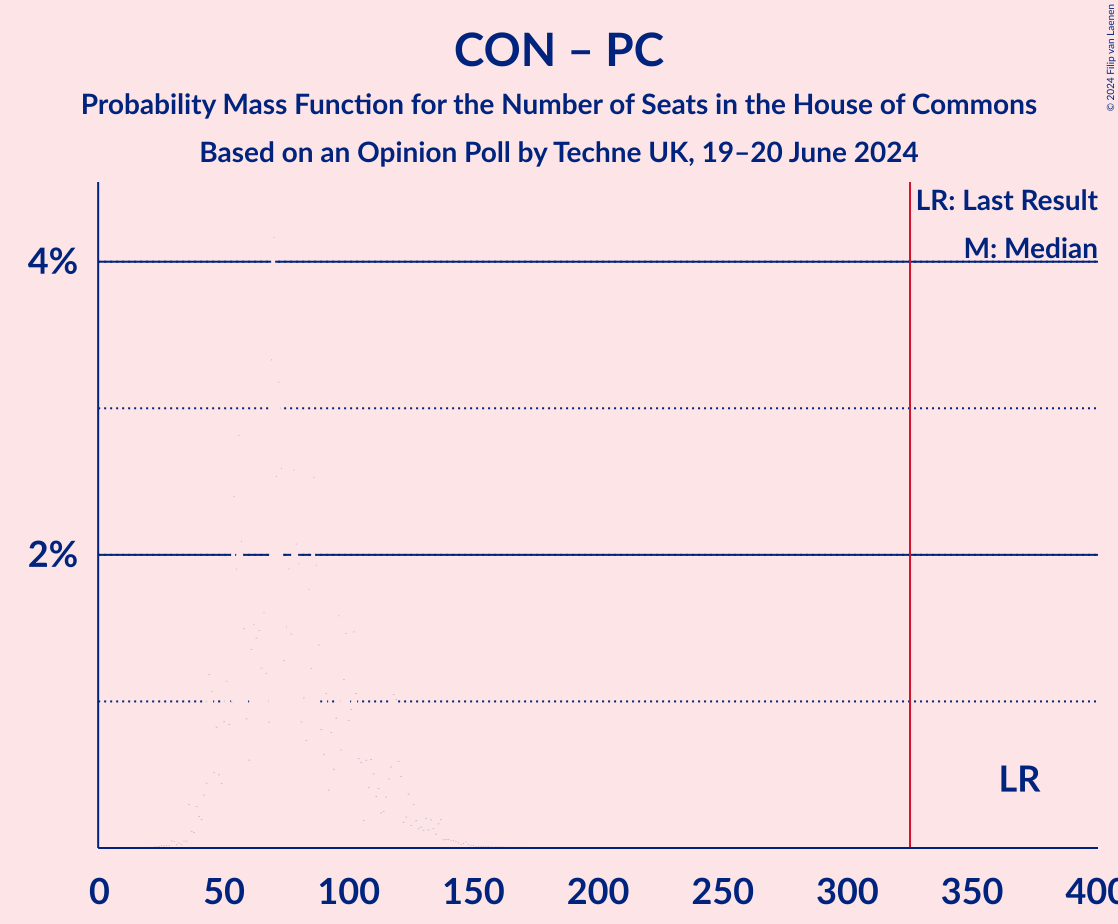 CON – PC
Probability Mass Function for the Number of Seats in the House of Commons
Based on an Opinion Poll by Techne UK, 19–20 June 2024
© 2024 Filip van Laenen
LR: Last Result
M: Median
4%
2%
LR
0 50 100 150 200 250 300 350 400